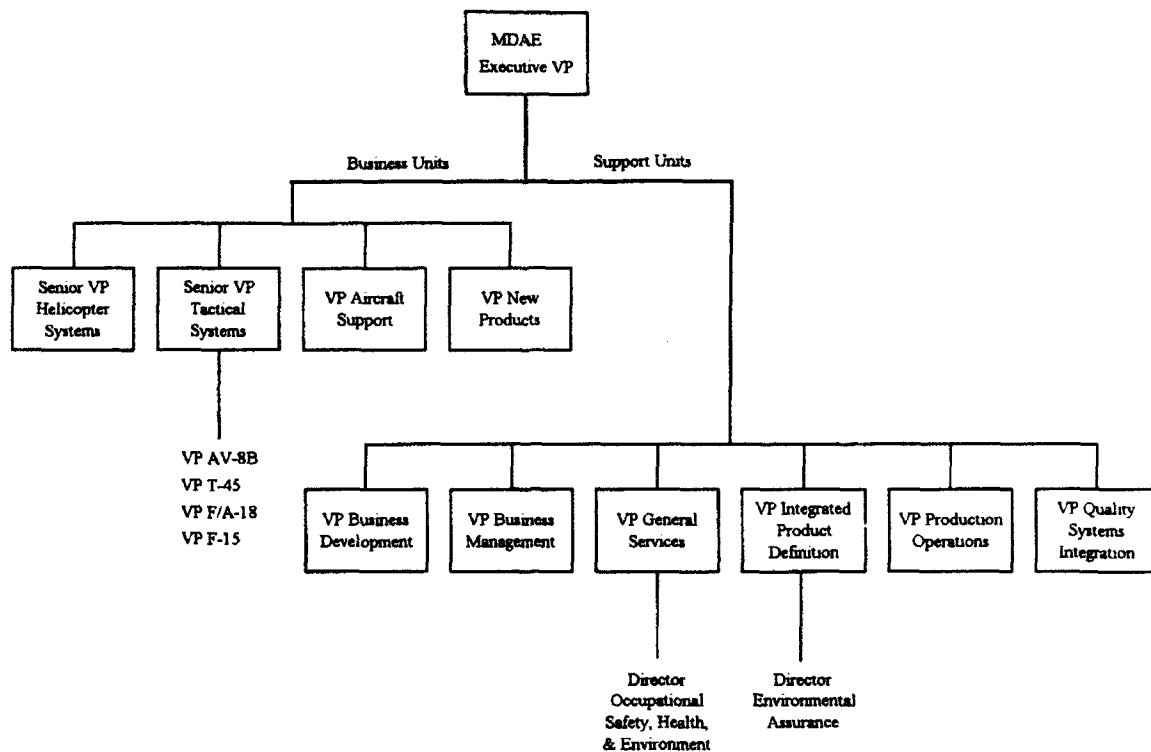 MDAE
Executive VP
Business Units
Support Units
Senior VP
Helicopter
Systems
Senior VP
Tactical
Systems
VP Aircraft
Support
VP New
Products
VP AV-8B
VP T-45
VP F/A-18
VP F-15
VP Business
Development
VP Business
Management
VP General
Services
VP Integrated
Product
Definition
VP Production
Operations
VP Quality
Systems
Integration
Director
Occupational
Safety, Health,
& Environment
Director
Environmental
Assurance